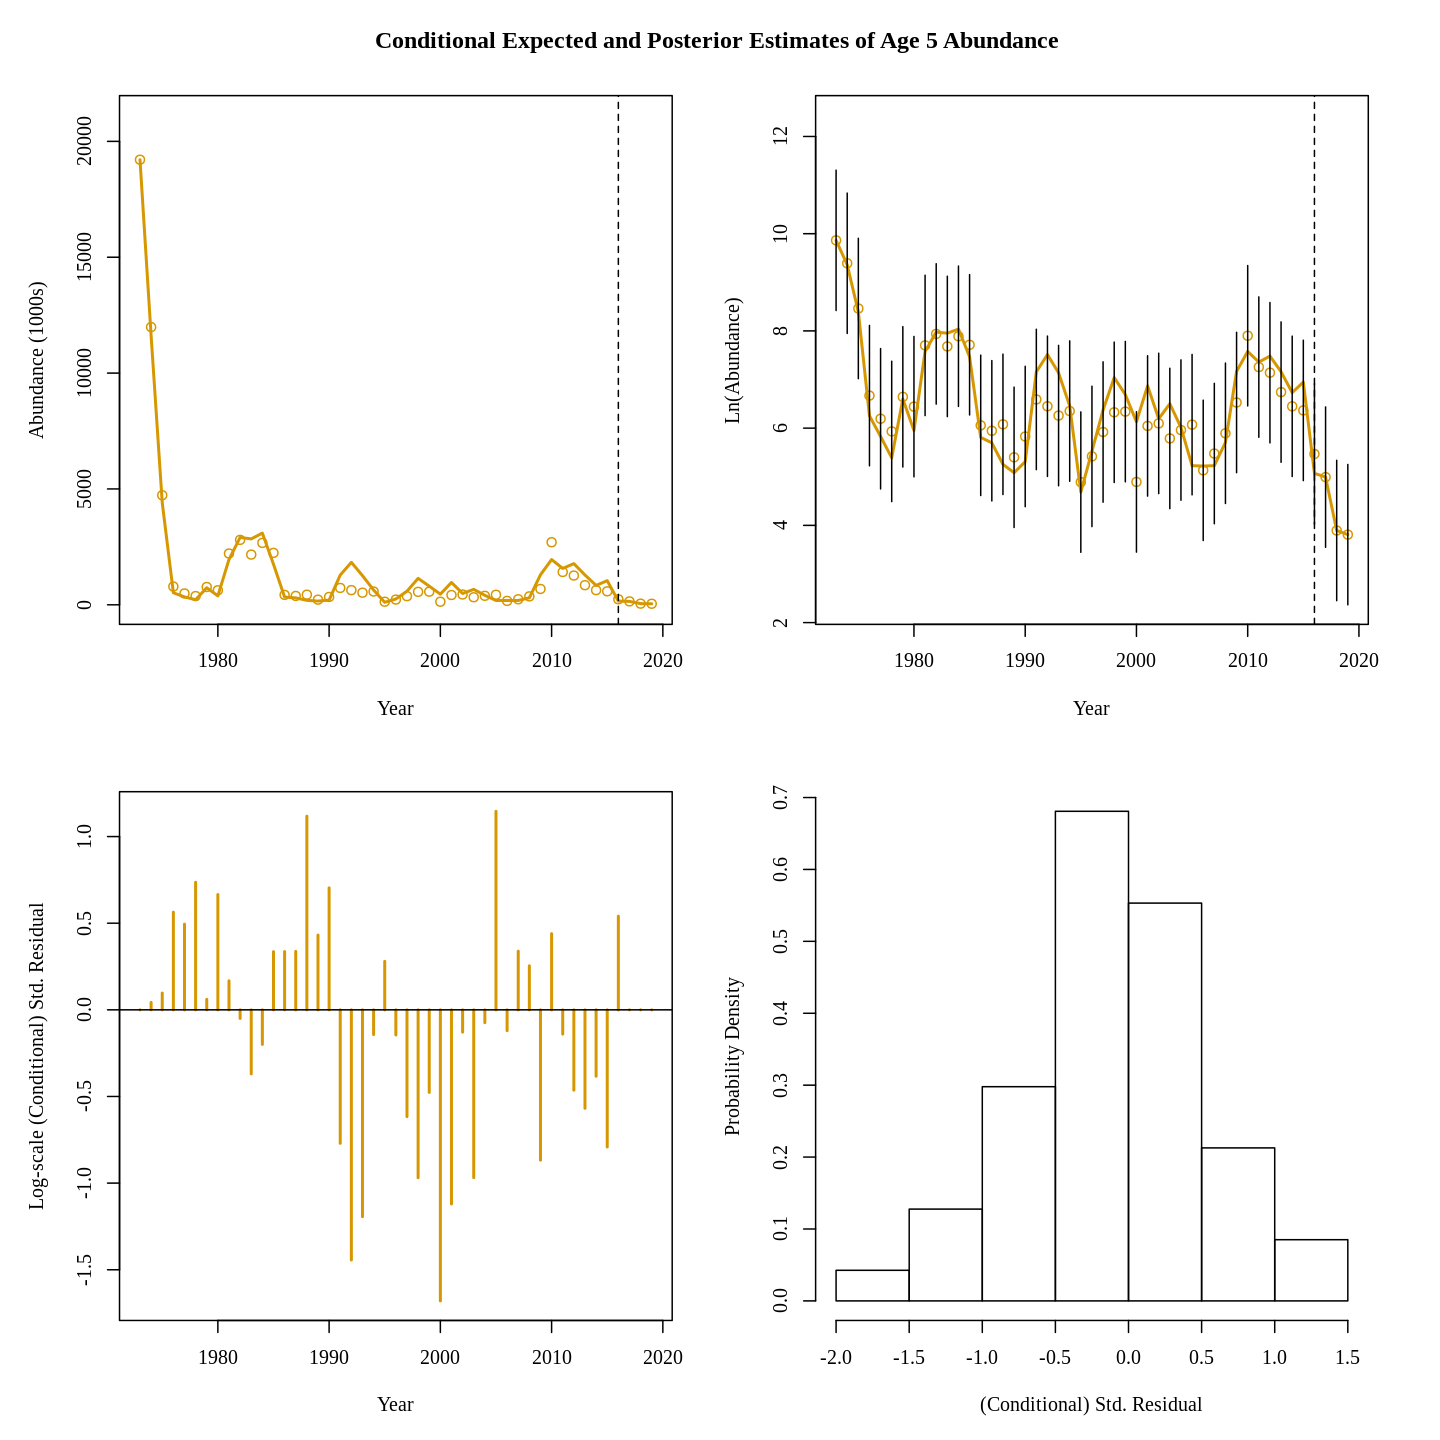 Conditional Expected and Posterior Estimates of Age 5 Abundance
Abundance (1000s)
20000
15000
10000
5000
0
1980 1990 2000 2010 2020
Year
Ln(Abundance)
12
10
8
6
4
2
1980 1990 2000 2010 2020
Year
Log-scale (Conditional) Std. Residual
1.0
0.5
0.0
-0.5
-1.0
-1.5
1980 1990 2000 2010 2020
Year
Probability Density
0.7
0.6
0.5
0.4
0.3
0.2
0.1
0.0
-2.0 -1.5 -1.0 -0.5 0.0 0.5 1.0 1.5
(Conditional) Std. Residual